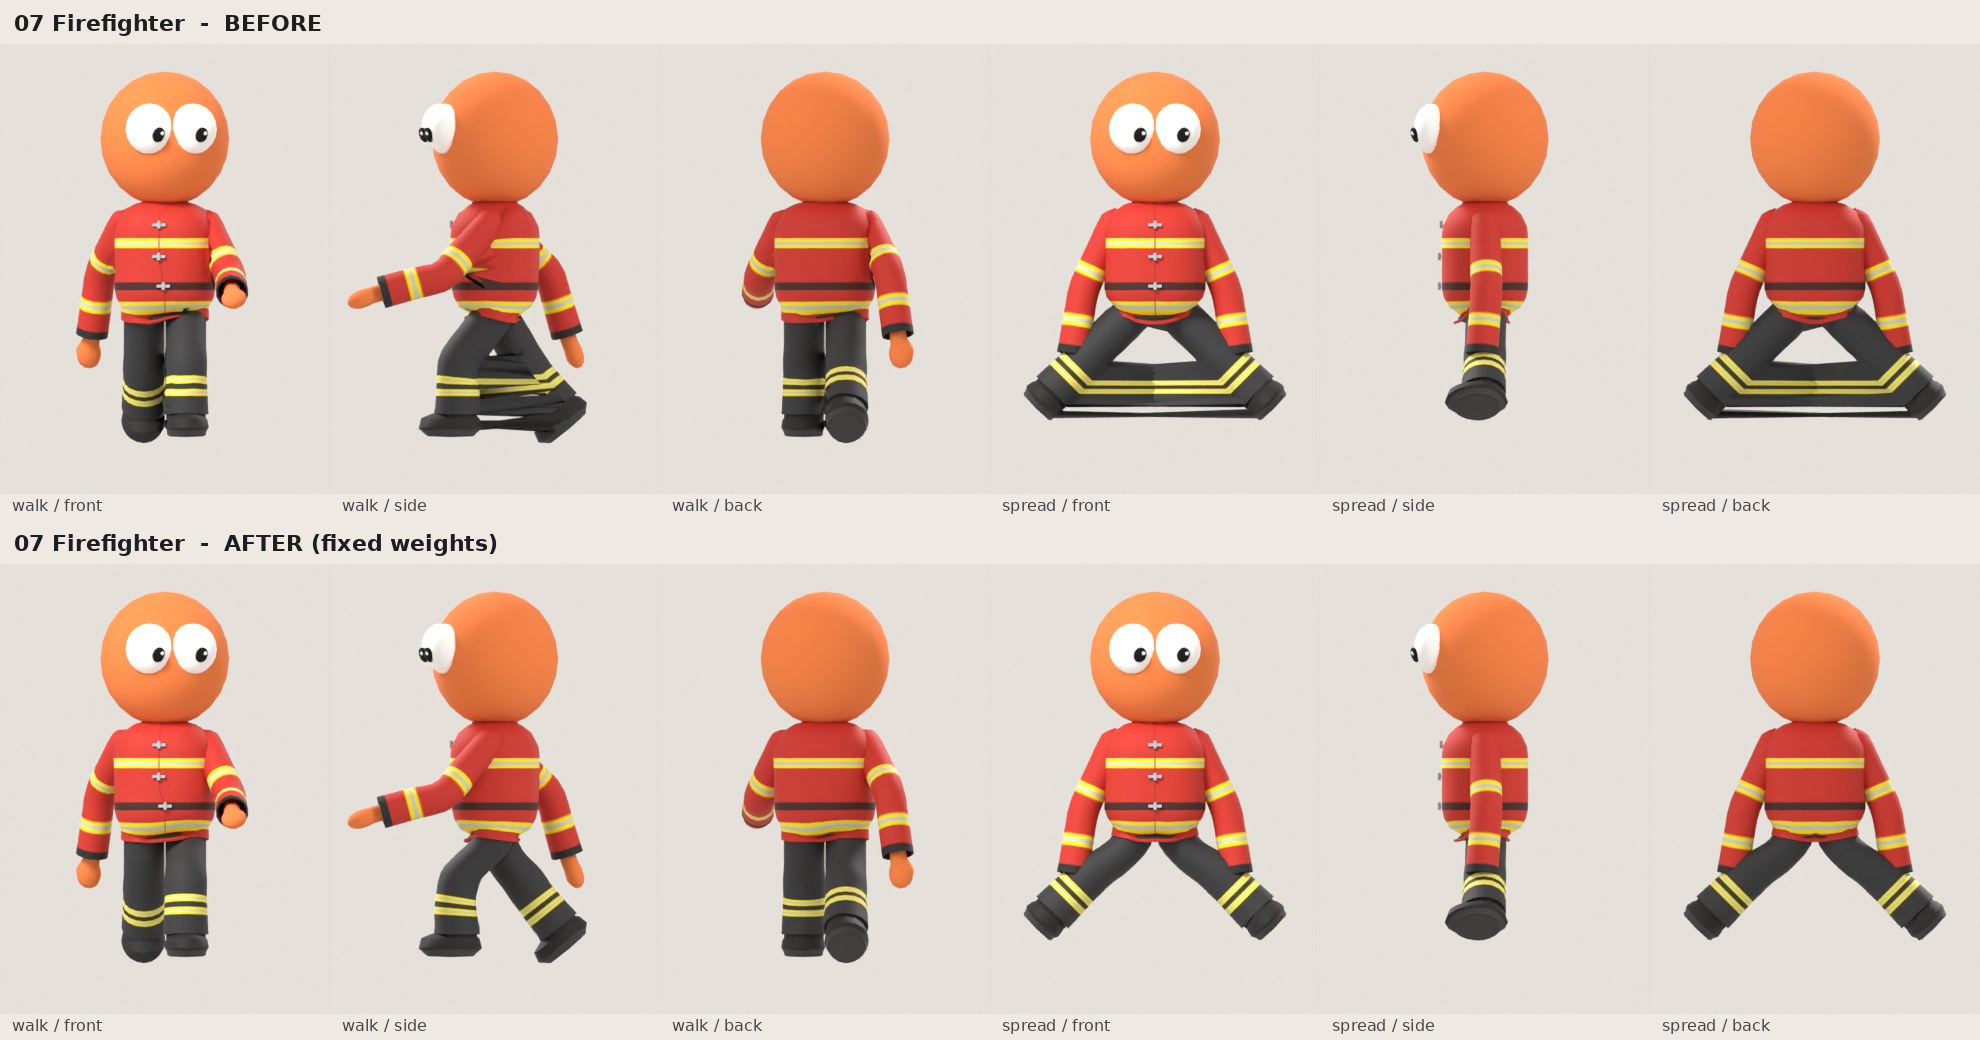 07 Firefighter - BEFORE
walk / front
walk / side
walk / back
spread / front
spread / side
spread / back
07 Firefighter - AFTER (fixed weights)
walk / front
walk / side
walk / back
spread / front
spread / side
spread / back